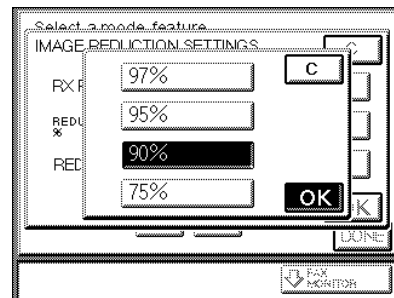 Select a mode feature
IMAGE REDUCTION SETTINGS
C
97%
C
RX
95%
REDU
%
90%
RED
75%
OK
K
DONE
FAX
MONITOR